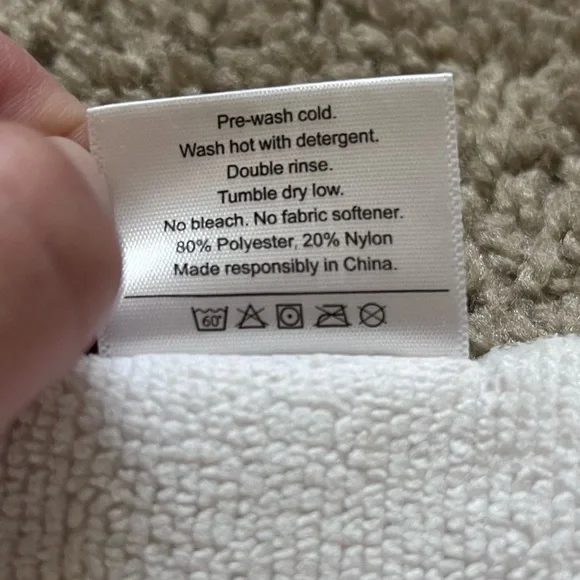 Pre-wash cold.
Wash hot with detergent.
Double rinse.
Tumble dry low.
No bleach. No fabric softener.
80% Polyester, 20% Nylon
Made responsibly in China.
60°